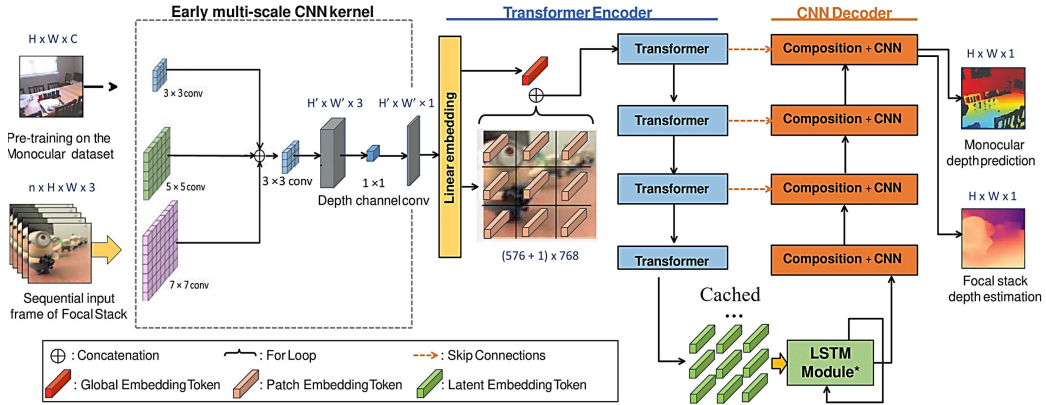 Early multi-scale CNN kernel
Transformer Encoder
CNN Decoder
H x W x C
Pre-training on the
Monocular dataset
n x H x W x 3
Sequential input
frame of Focal Stack
3 × 3 conv
5 × 5 conv
7 × 7 conv
3 × 3 conv
H' x W' x 3
1 ×1
H' x W' × 1
Depth channel conv
Linear embedding
(576 + 1) x 768
Transformer
Transformer
Transformer
Transformer
Composition + CNN
Composition + CNN
Composition + CNN
Composition + CNN
H x W x 1
Monocular
depth prediction
H x W x 1
Focal stack
depth estimation
Cached
...
LSTM
Module*
: Concatenation
: For Loop
: Skip Connections
: Global Embedding Token
: Patch Embedding Token
: Latent Embedding Token